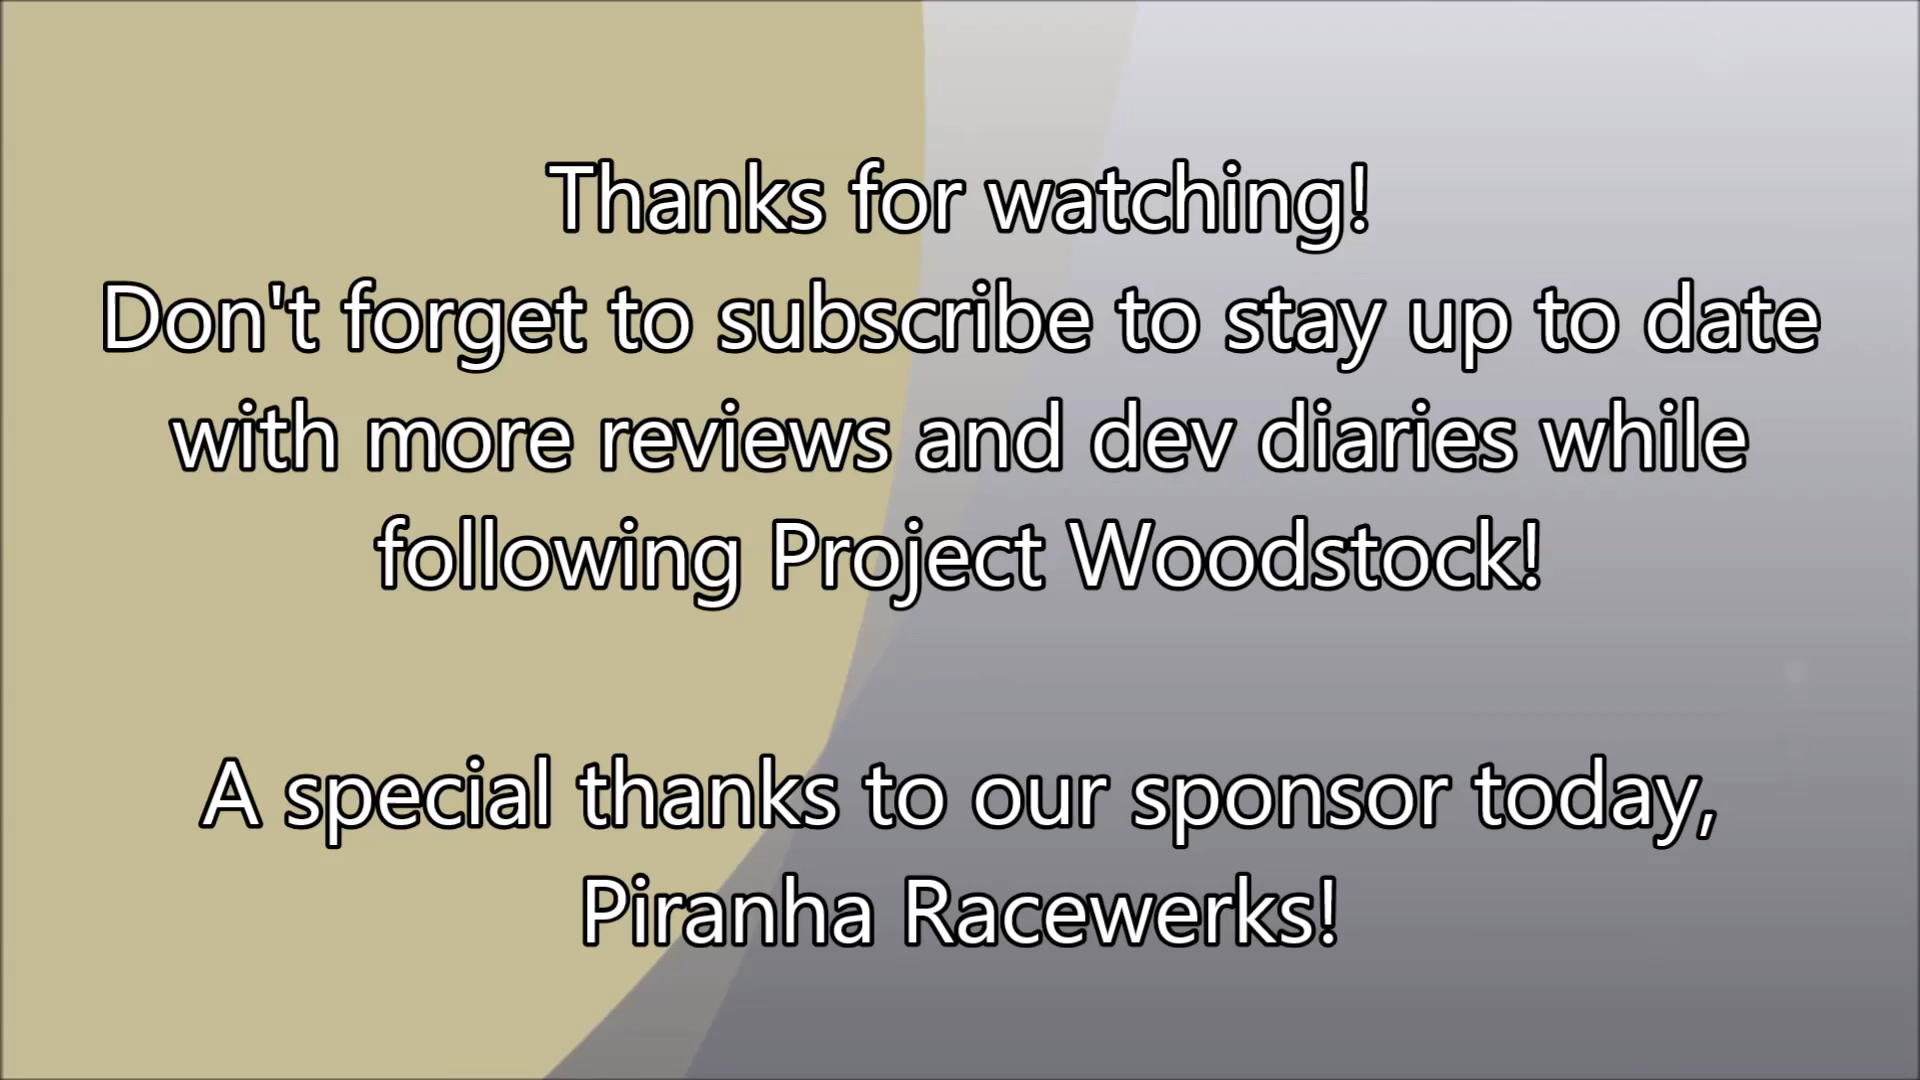 Thanks for watching!
Don't forget to subscribe to stay up to date
with more reviews and dev diaries while
following Project Woodstock!
A special thanks to our sponsor today,
Piranha Racewerks!